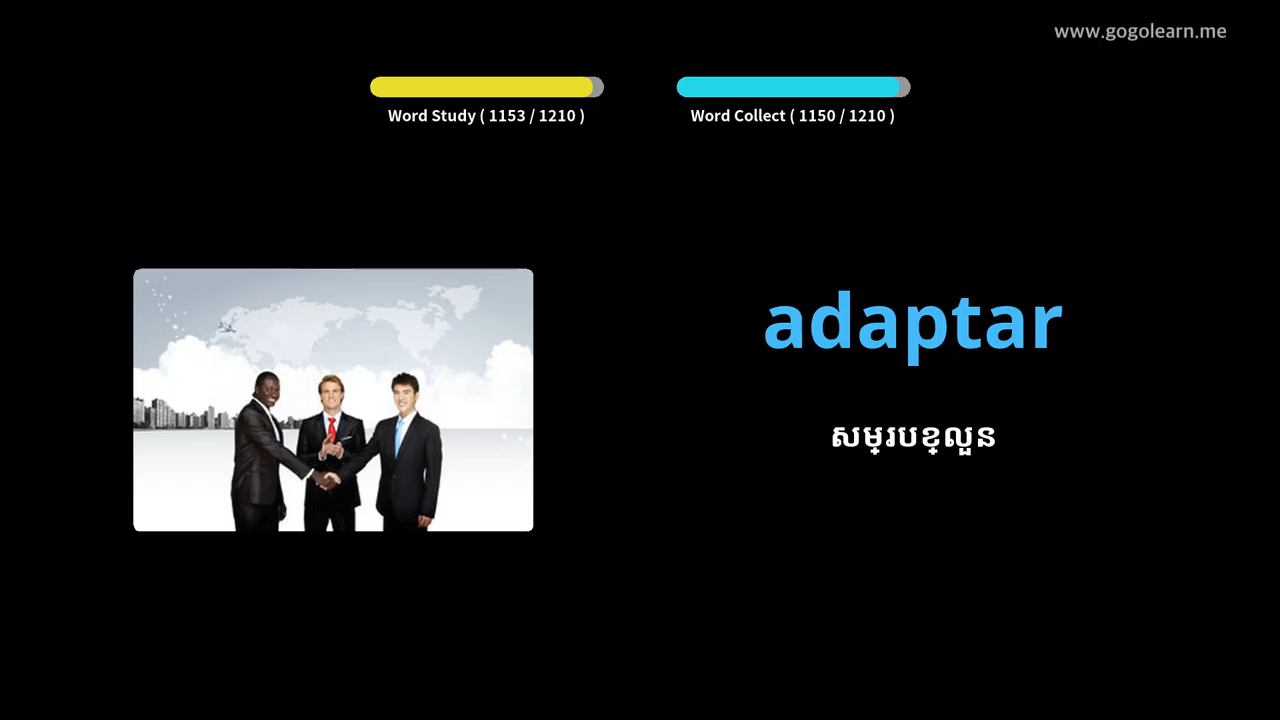 www.gogolearn.me
Word Study ( 1153 / 1210 )
Word Collect ( 1150 / 1210 )
adaptar
សម្របខ្លួន